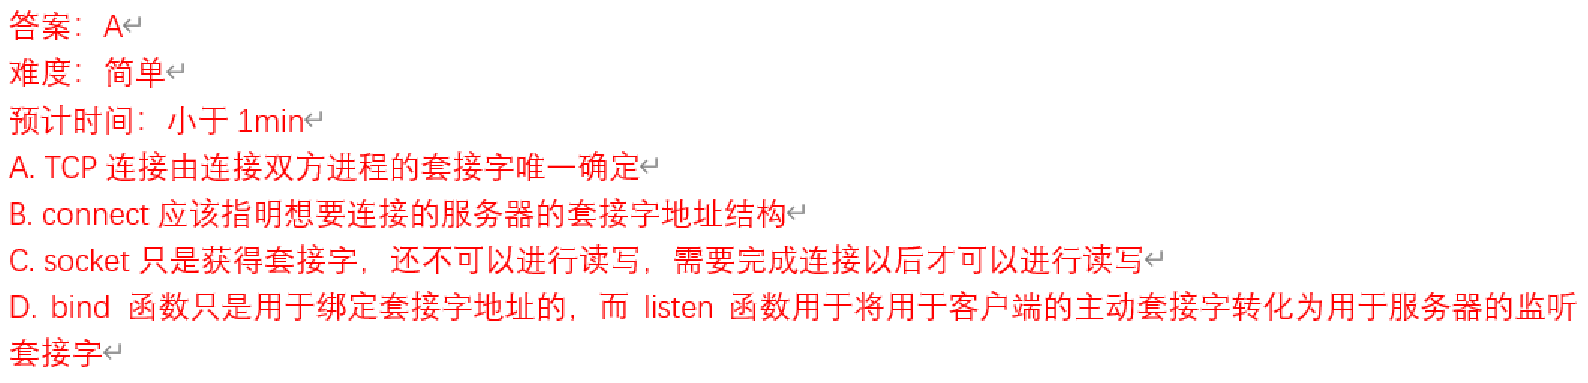 答案：A
难度：简单
预计时间：小于 1min
A. TCP 连接由连接双方进程的套接字唯一确定
B. connect 应该指明想要连接的服务器的套接字地址结构
C. socket 只是获得套接字，还不可以进行读写，需要完成连接以后才可以进行读写
D. bind 函数只是用于绑定套接字地址的，而 listen 函数用于将用于客户端的主动套接字转化为用于服务器的监听
套接字